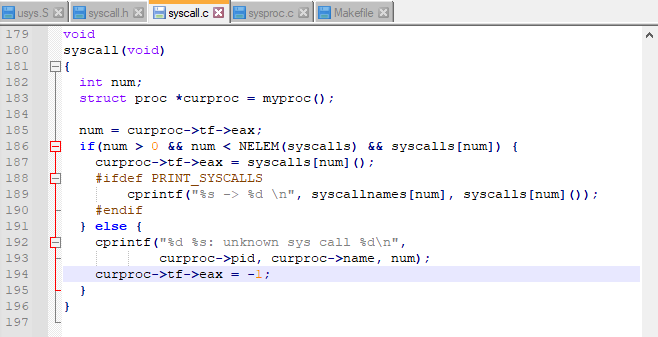 usys.S syscall.h syscall.c sysproc.c Makefile
179 void
180 syscall(void)
181 {
182   int num;
183   struct proc *curproc = myproc();
184
185   num = curproc->tf->eax;
186   if(num > 0 && num < NELEM(syscalls) && syscalls[num]) {
187     curproc->tf->eax = syscalls[num]();
188     #ifdef PRINT_SYSCALLS
189         cprintf("%s -> %d \n", syscallnames[num], syscalls[num]());
190     #endif
191   } else {
192     cprintf("%d %s: unknown sys call %d\n",
193             curproc->pid, curproc->name, num);
194     curproc->tf->eax = -1;
195   }
196 }
197